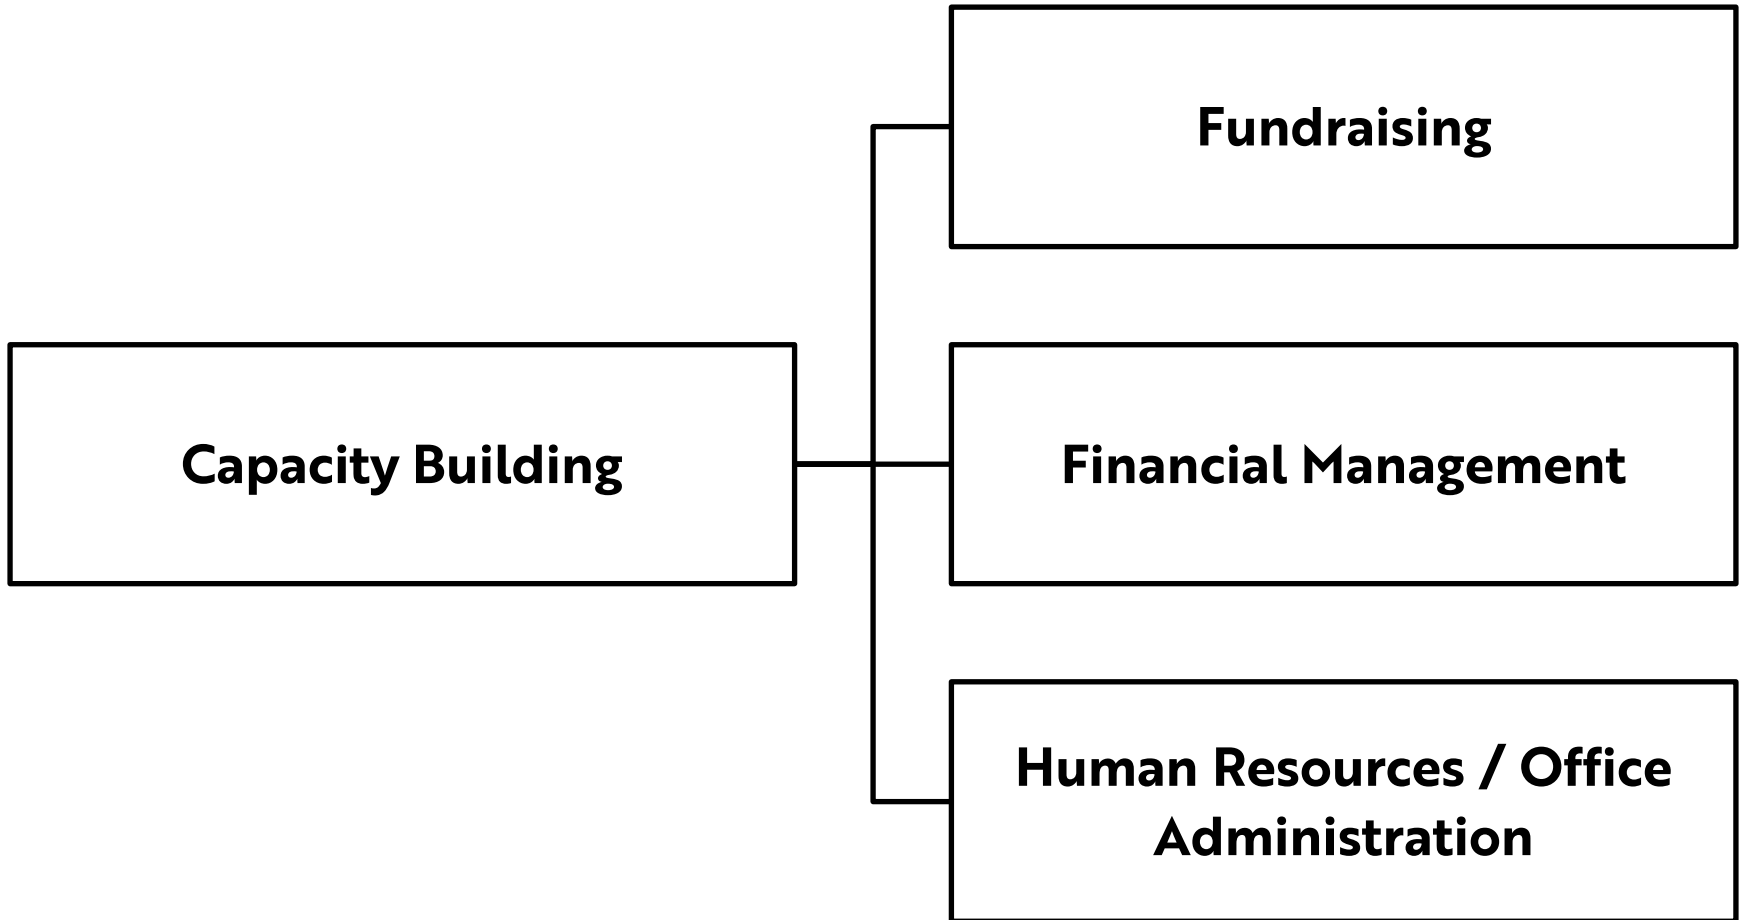 Fundraising
Capacity Building
Financial Management
Human Resources / Office
Administration